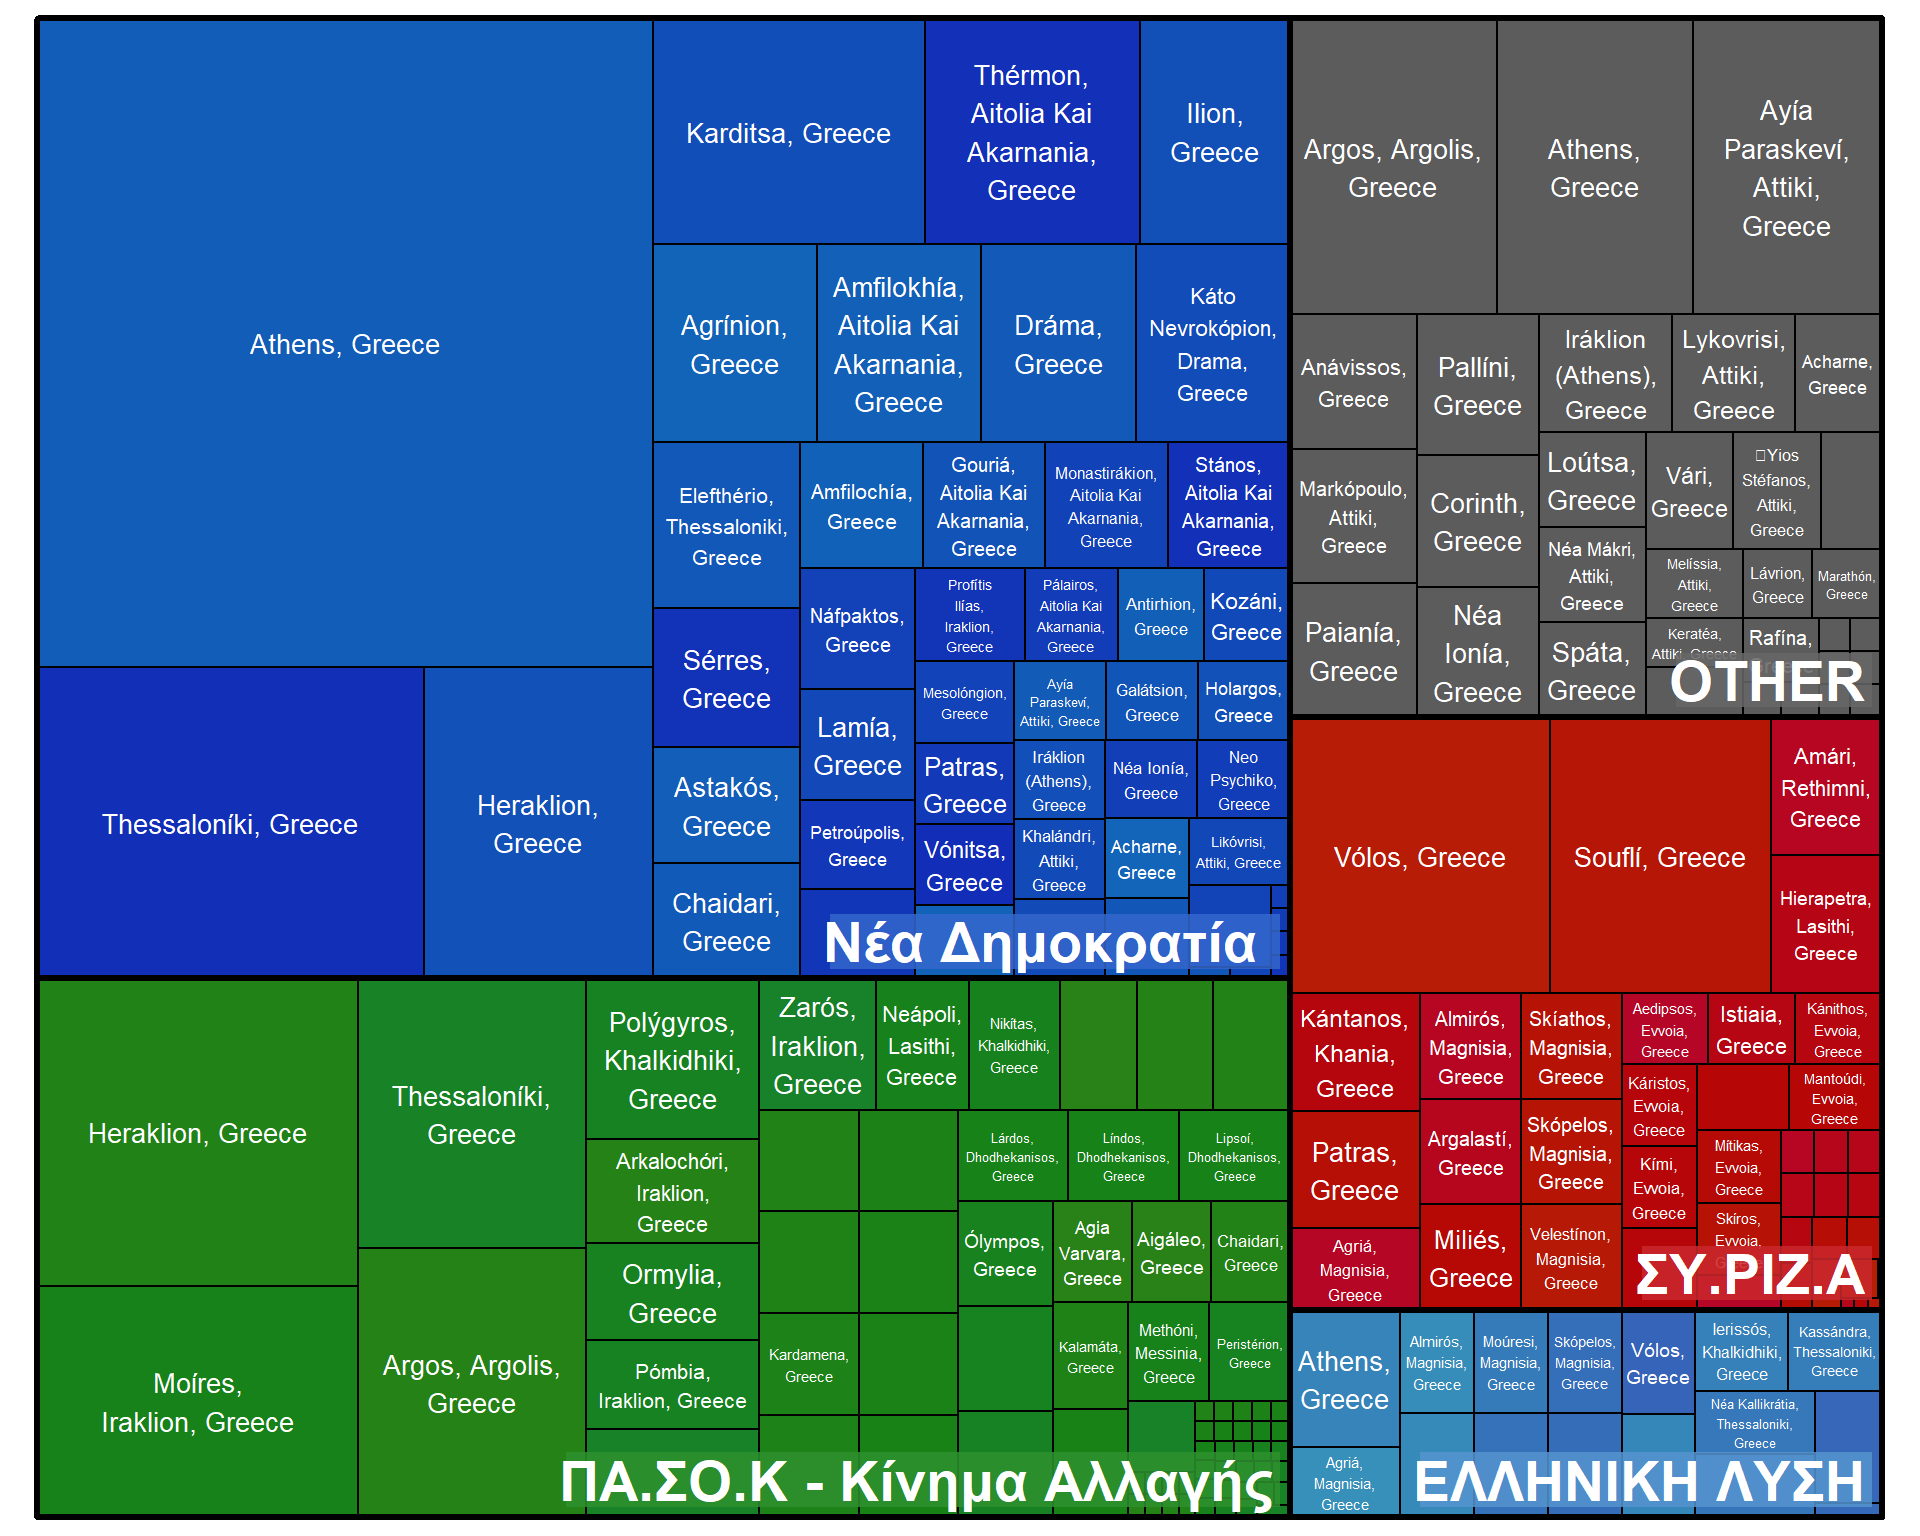 Athens, Greece
Thessaloníki, Greece
Heraklion,
Greece
Karditsa, Greece
Thérmon,
Aitolia Kai
Akarnania,
Greece
Ilion,
Greece
Agrínion,
Greece
Amfilokhía,
Aitolia Kai
Akarnania,
Greece
Dráma,
Greece
Káto
Nevrokópion,
Drama,
Greece
Elefthério,
Thessaloniki,
Greece
Sérres,
Greece
Astakós,
Greece
Chaidari,
Greece
Amfilochía,
Greece
Gouriá,
Aitolia Kai
Akarnania,
Greece
Monastirákion,
Aitolia Kai
Akarnania,
Greece
Stános,
Aitolia Kai
Akarnania,
Greece
Náfpaktos,
Greece
Lamía,
Greece
Petroúpolis,
Greece
Profítis
Ilías,
Iraklion,
Greece
Pálairos,
Aitolia Kai
Akarnania,
Greece
Antirhion,
Greece
Kozáni,
Greece
Mesolóngion,
Greece
Patras,
Greece
Vónitsa,
Greece
Ayía
Paraskeví,
Attiki, Greece
Galátsion,
Greece
Holargos,
Greece
Iráklion
(Athens),
Greece
Néa Ionía,
Greece
Neo
Psychiko,
Greece
Khalándri,
Attiki,
Greece
Acharne,
Greece
Likóvrisi,
Attiki, Greece
Νέα Δημοκρατία
Argos, Argolis,
Greece
Athens,
Greece
Ayía
Paraskeví,
Attiki,
Greece
Anávissos,
Greece
Markópoulo,
Attiki,
Greece
Paianía,
Greece
Pallíni,
Greece
Corinth,
Greece
Néa
Ionía,
Greece
Iráklion
(Athens),
Greece
Lykovrisi,
Attiki,
Greece
Acharne,
Greece
Loútsa,
Greece
Néa Mákri,
Attiki,
Greece
Spáta,
Greece
Vári,
Greece
Yios
Stéfanos,
Attiki,
Greece
Melíssia,
Attiki,
Greece
Lávrion,
Greece
Marathón,
Greece
Keratéa,
Attiki, Greece
Rafína,
OTHER
Vólos, Greece
Souflí, Greece
Amári,
Rethimni,
Greece
Hierapetra,
Lasithi,
Greece
Kántanos,
Khania,
Greece
Patras,
Greece
Agriá,
Magnisia,
Greece
Almirós,
Magnisia,
Greece
Argalastí,
Greece
Miliés,
Greece
Skíathos,
Magnisia,
Greece
Skópelos,
Magnisia,
Greece
Velestínon,
Magnisia,
Greece
Aedipsos,
Evvoia,
Greece
Istiaia,
Greece
Kánithos,
Evvoia,
Greece
Káristos,
Evvoia,
Greece
Kími,
Evvoia,
Greece
Mantoúdi,
Evvoia,
Greece
Mítikas,
Evvoia,
Greece
Skíros,
Evvoia,
ΣΥ.ΡΙΖ.Α
Heraklion, Greece
Moíres,
Iraklion, Greece
Thessaloníki,
Greece
Argos, Argolis,
Greece
Polýgyros,
Khalkidhiki,
Greece
Arkalochóri,
Iraklion,
Greece
Ormylia,
Greece
Pómbia,
Iraklion, Greece
Zarós,
Iraklion,
Greece
Neápoli,
Lasithi,
Greece
Nikítas,
Khalkidhiki,
Greece
Kardamena,
Greece
Lárdos,
Dhodhekanisos,
Greece
Líndos,
Dhodhekanisos,
Greece
Lipsoí,
Dhodhekanisos,
Greece
Ólympos,
Greece
Agia
Varvara,
Greece
Aigáleo,
Greece
Chaidari,
Greece
Kalamáta,
Greece
Methóni,
Messinia,
Greece
Peristérion,
Greece
ΠΑ.ΣΟ.Κ - Κίνημα Αλλαγής
Athens,
Greece
Agriá,
Magnisia,
Greece
Almirós,
Magnisia,
Greece
Moúresi,
Magnisia,
Greece
Skópelos,
Magnisia,
Greece
Vólos,
Greece
Ierissós,
Khalkidhiki,
Greece
Kassándra,
Thessaloniki,
Greece
Néa Kallikrátia,
Thessaloniki,
Greece
ΕΛΛΗΝΙΚΗ ΛΥΣΗ